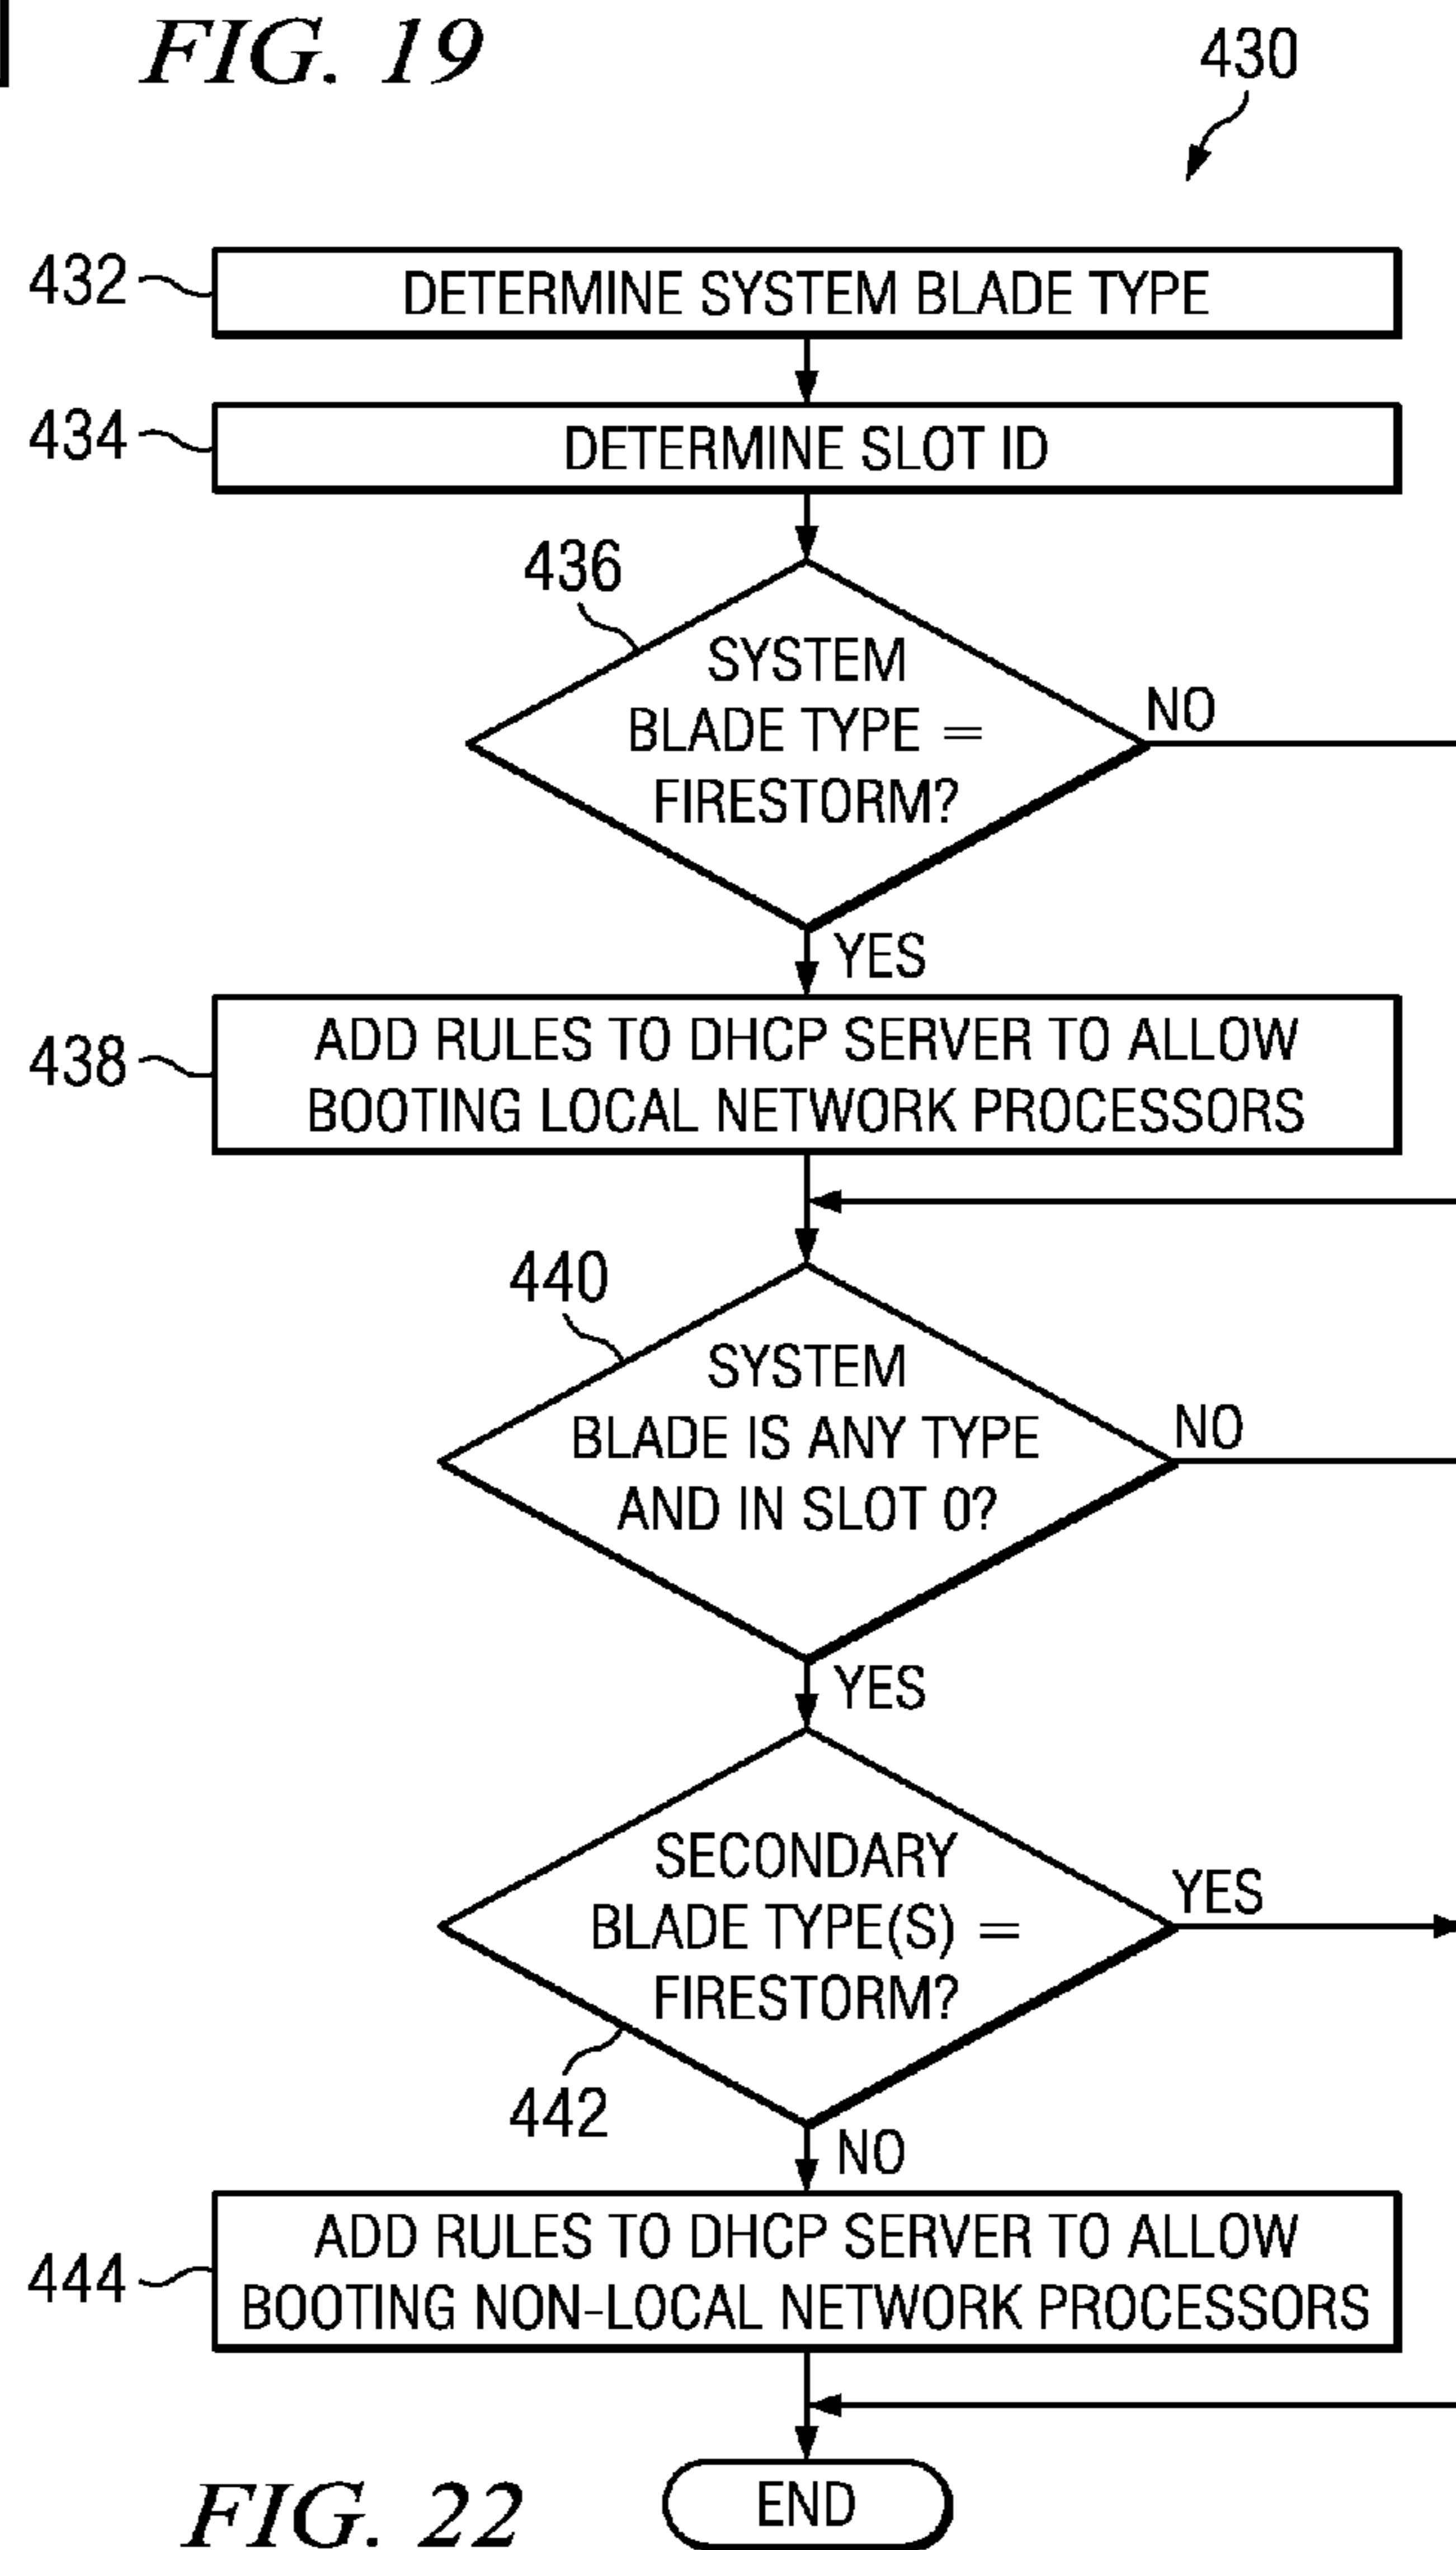 FIG. 19
430
432
DETERMINE SYSTEM BLADE TYPE
434
DETERMINE SLOT ID
436
SYSTEM
BLADE TYPE =
FIRESTORM?
NO
YES
438
ADD RULES TO DHCP SERVER TO ALLOW
BOOTING LOCAL NETWORK PROCESSORS
440
SYSTEM
BLADE IS ANY TYPE
AND IN SLOT 0?
NO
YES
SECONDARY
BLADE TYPE(S) =
FIRESTORM?
YES
442
NO
444
ADD RULES TO DHCP SERVER TO ALLOW
BOOTING NON-LOCAL NETWORK PROCESSORS
END
FIG. 22